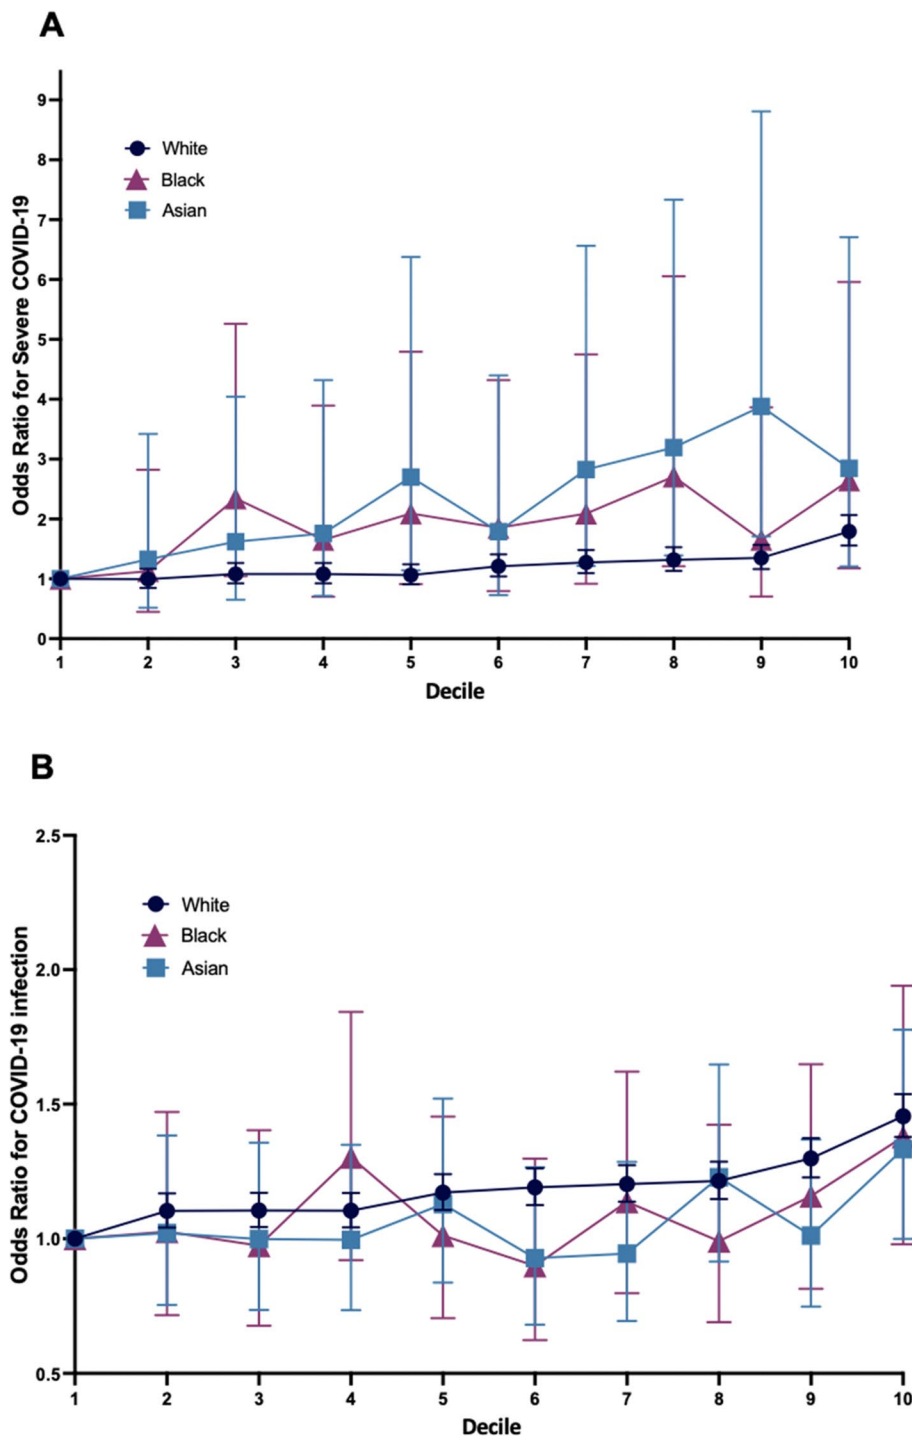 A
Odds Ratio for Severe COVID-19
9
8
7
6
5
4
3
2
1
0
White
Black
Asian
1 2 3 4 5 6 7 8 9 10
Decile
B
Odds Ratio for COVID-19 infection
2.5
2.0
1.5
1.0
0.5
White
Black
Asian
1 2 3 4 5 6 7 8 9 10
Decile